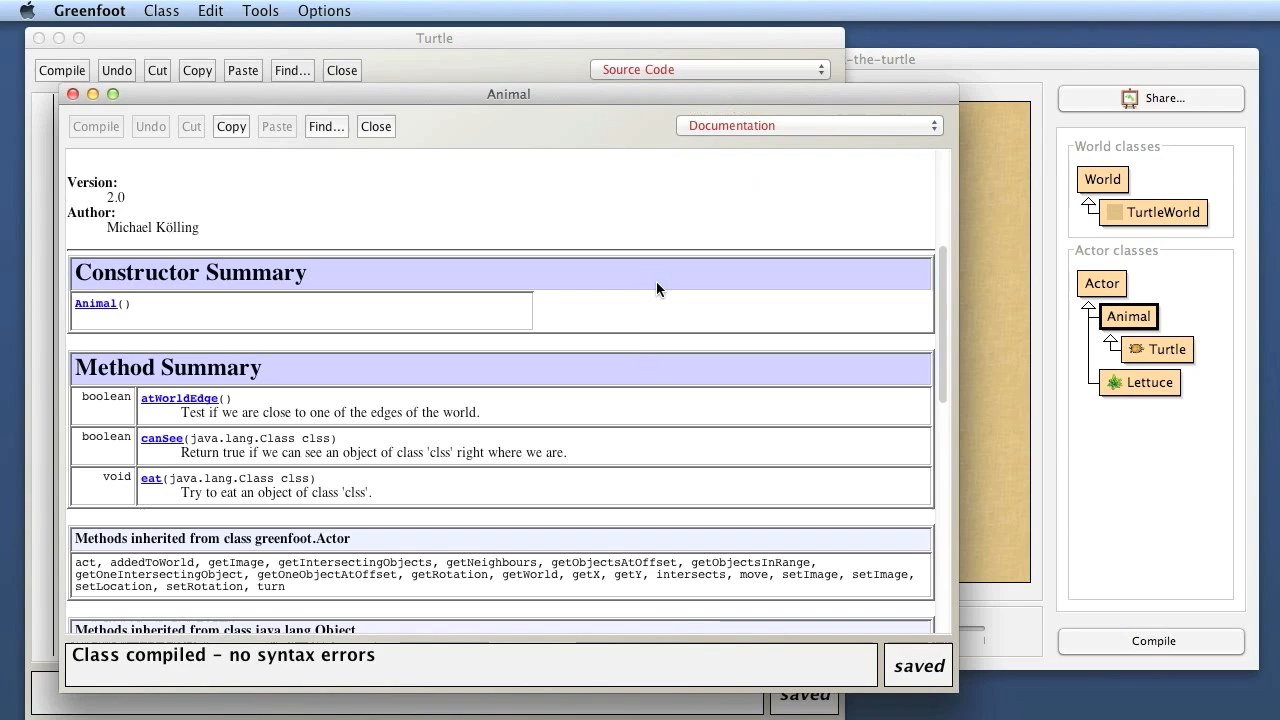 Greenfoot Class Edit Tools Options
Turtle
Compile Undo Cut Copy Paste Find... Close Source Code
-the-turtle
Animal
Compile Undo Cut Copy Paste Find... Close Documentation
Version:
2.0
Author:
Michael Kölling
Constructor Summary
Animal()
Method Summary
boolean atWorldEdge()
Test if we are close to one of the edges of the world.
boolean canSee(java.lang.Class clss)
Return true if we can see an object of class 'clss' right where we are.
void eat(java.lang.Class clss)
Try to eat an object of class 'clss'.
Methods inherited from class greenfoot.Actor
act, addedToWorld, getImage, getIntersectingObjects, getNeighbours, getObjectsAtOffset, getObjectsInRange,
getOneIntersectingObject, getOneObjectAtOffset, getRotation, getWorld, getX, getY, intersects, move, setImage, setImage,
setLocation, setRotation, turn
Methods inherited from class java.lang.Object
Class compiled - no syntax errors
saved
saved
Share...
World classes
World
TurtleWorld
Actor classes
Actor
Animal
Turtle
Lettuce
Compile